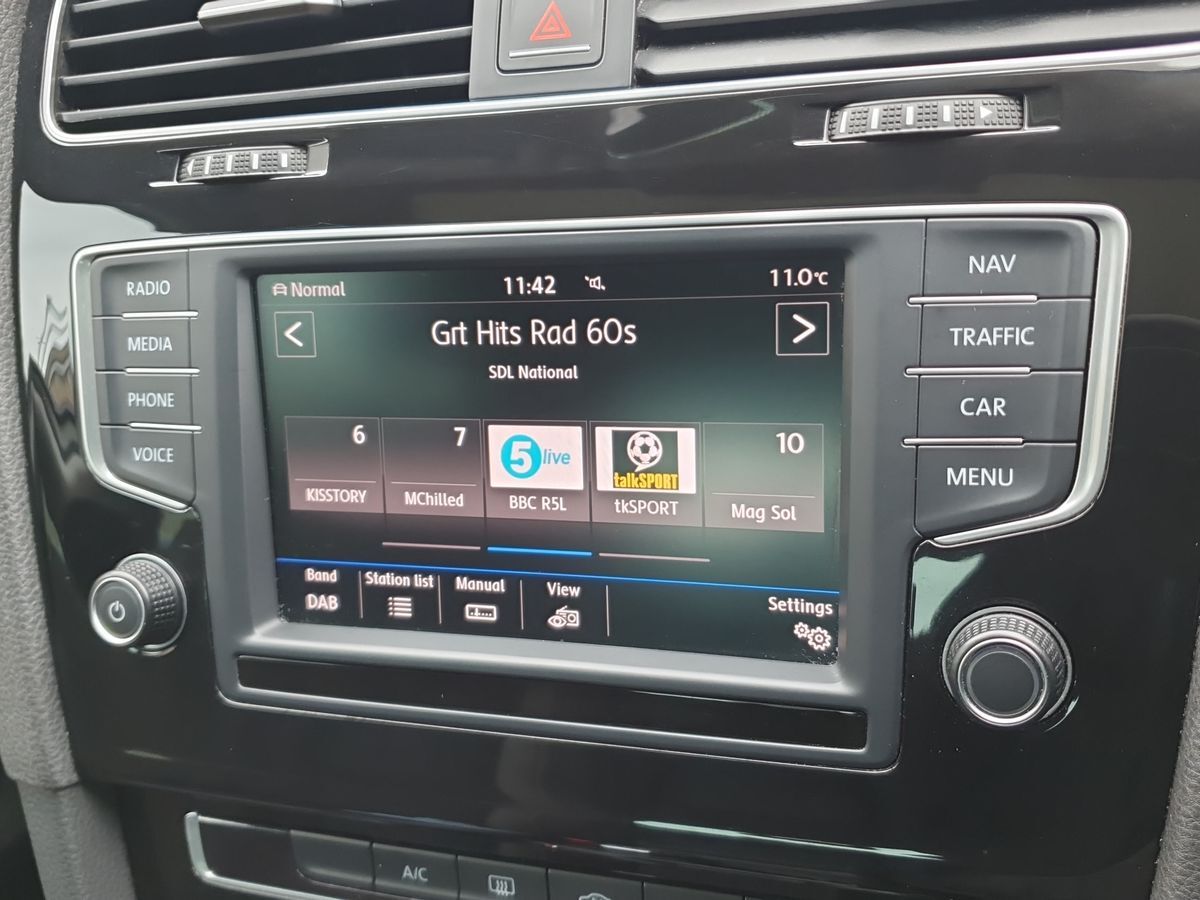 RADIO
MEDIA
PHONE
VOICE
Normal 11:42 11.0°C
Grt Hits Rad 60s
SDL National
6
KISSTORY
7
MChilled
5 live
BBC R5L
talkSPORT
tkSPORT
10
Mag Sol
Band
DAB
Station list
Manual
View
Settings
NAV
TRAFFIC
CAR
MENU
A/C